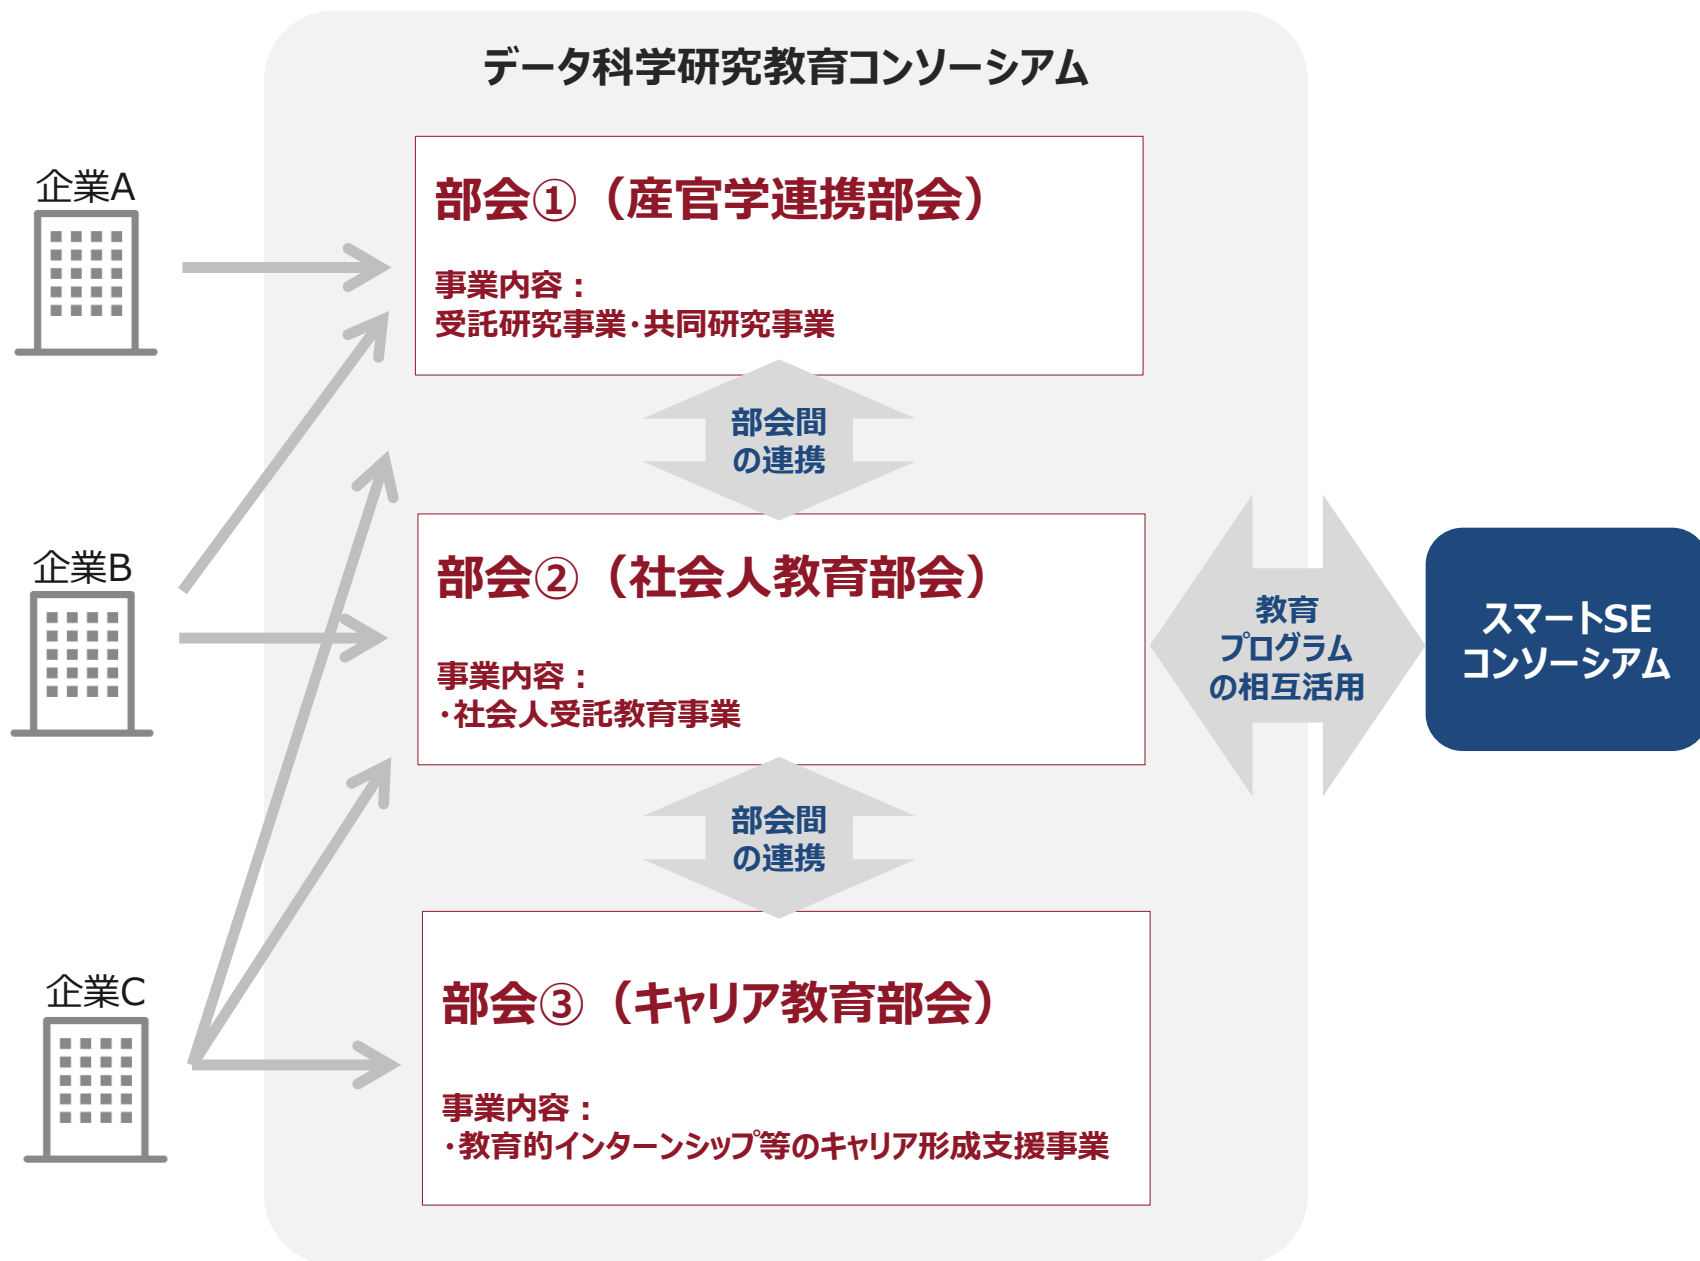 データ科学研究教育コンソーシアム
企業A
部会①（産官学連携部会）
事業内容：
受託研究事業・共同研究事業
部会間
の連携
企業B
部会②（社会人教育部会）
事業内容：
・社会人受託教育事業
教育
プログラム
の相互活用
スマートSE
コンソーシアム
部会間
の連携
企業C
部会③（キャリア教育部会）
事業内容：
・教育的インターンシップ等のキャリア形成支援事業